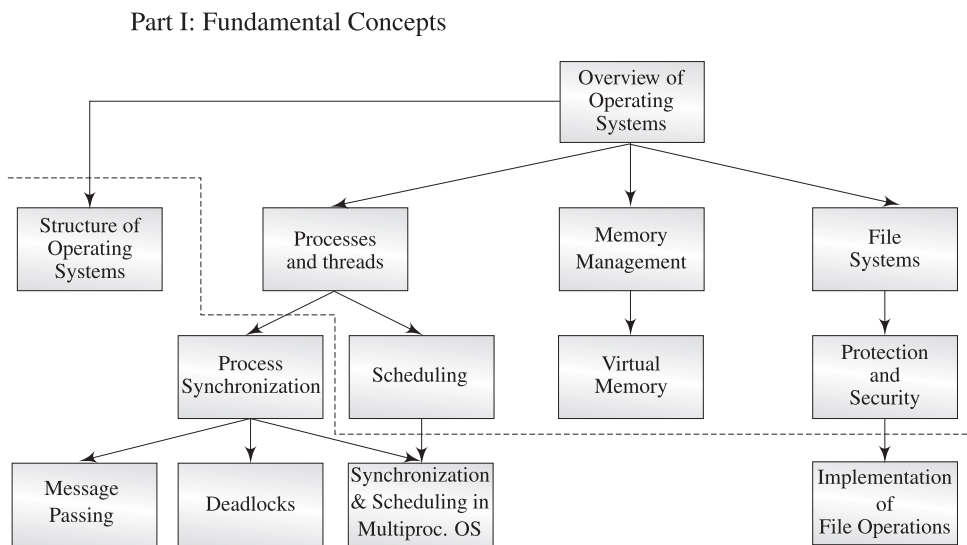 Part I: Fundamental Concepts
Overview of
Operating
Systems
Structure of
Operating
Systems
Processes
and threads
Memory
Management
File
Systems
Process
Synchronization
Scheduling
Virtual
Memory
Protection
and
Security
Message
Passing
Deadlocks
Synchronization
& Scheduling in
Multiproc. OS
Implementation
of
File Operations